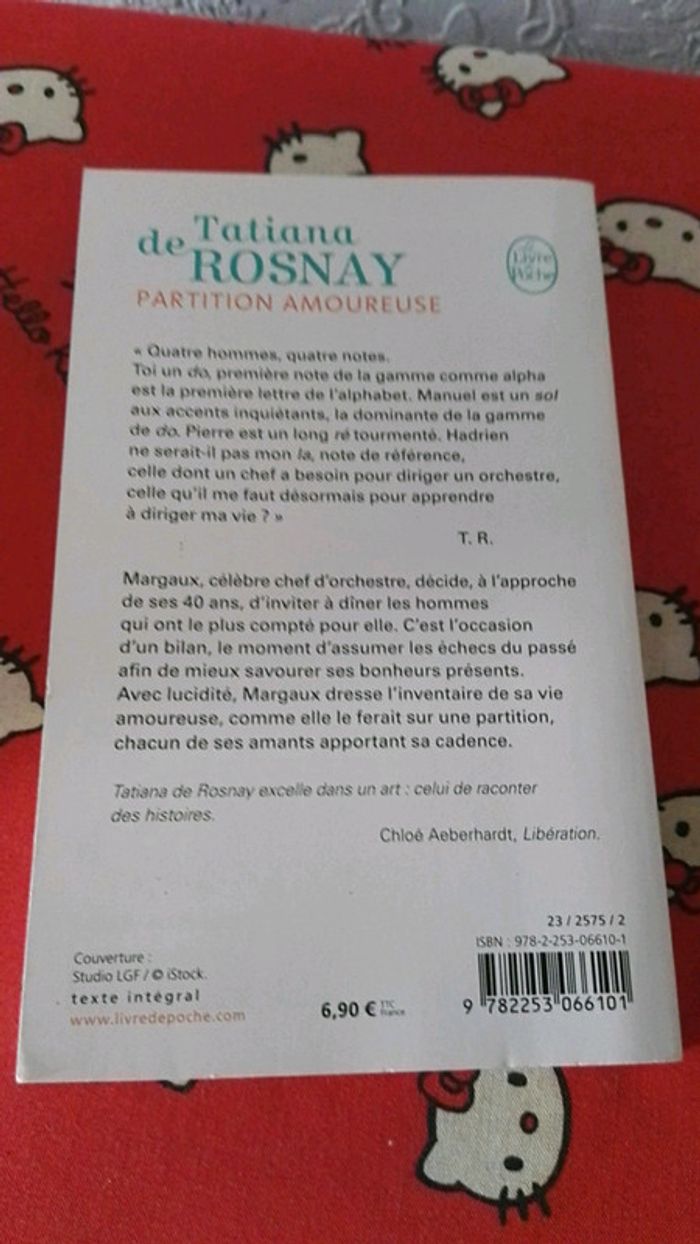 Tatiana
de ROSNAY
Le
Livre
de
Poche
PARTITION AMOUREUSE
« Quatre hommes, quatre notes.
Toi un do, première note de la gamme comme alpha
est la première lettre de l'alphabet. Manuel est un sol
aux accents inquiétants, la dominante de la gamme
de do. Pierre est un long ré tourmenté. Hadrien
ne serait-il pas mon la, note de référence,
celle dont un chef a besoin pour diriger un orchestre,
celle qu'il me faut désormais pour apprendre
à diriger ma vie ? »
T. R.
Margaux, célèbre chef d'orchestre, décide, à l'approche
de ses 40 ans, d'inviter à dîner les hommes
qui ont le plus compté pour elle. C'est l'occasion
d'un bilan, le moment d'assumer les échecs du passé
afin de mieux savourer ses bonheurs présents.
Avec lucidité, Margaux dresse l'inventaire de sa vie
amoureuse, comme elle le ferait sur une partition,
chacun de ses amants apportant sa cadence.
Tatiana de Rosnay excelle dans un art : celui de raconter
des histoires.
Chloé Aeberhardt, Libération.
23 / 2575 / 2
ISBN : 978-2-253-06610-1
Couverture :
Studio LGF / © iStock.
texte intégral
www.livredepoche.com
6,90 € TTC
France
9 782253 066101
Hello